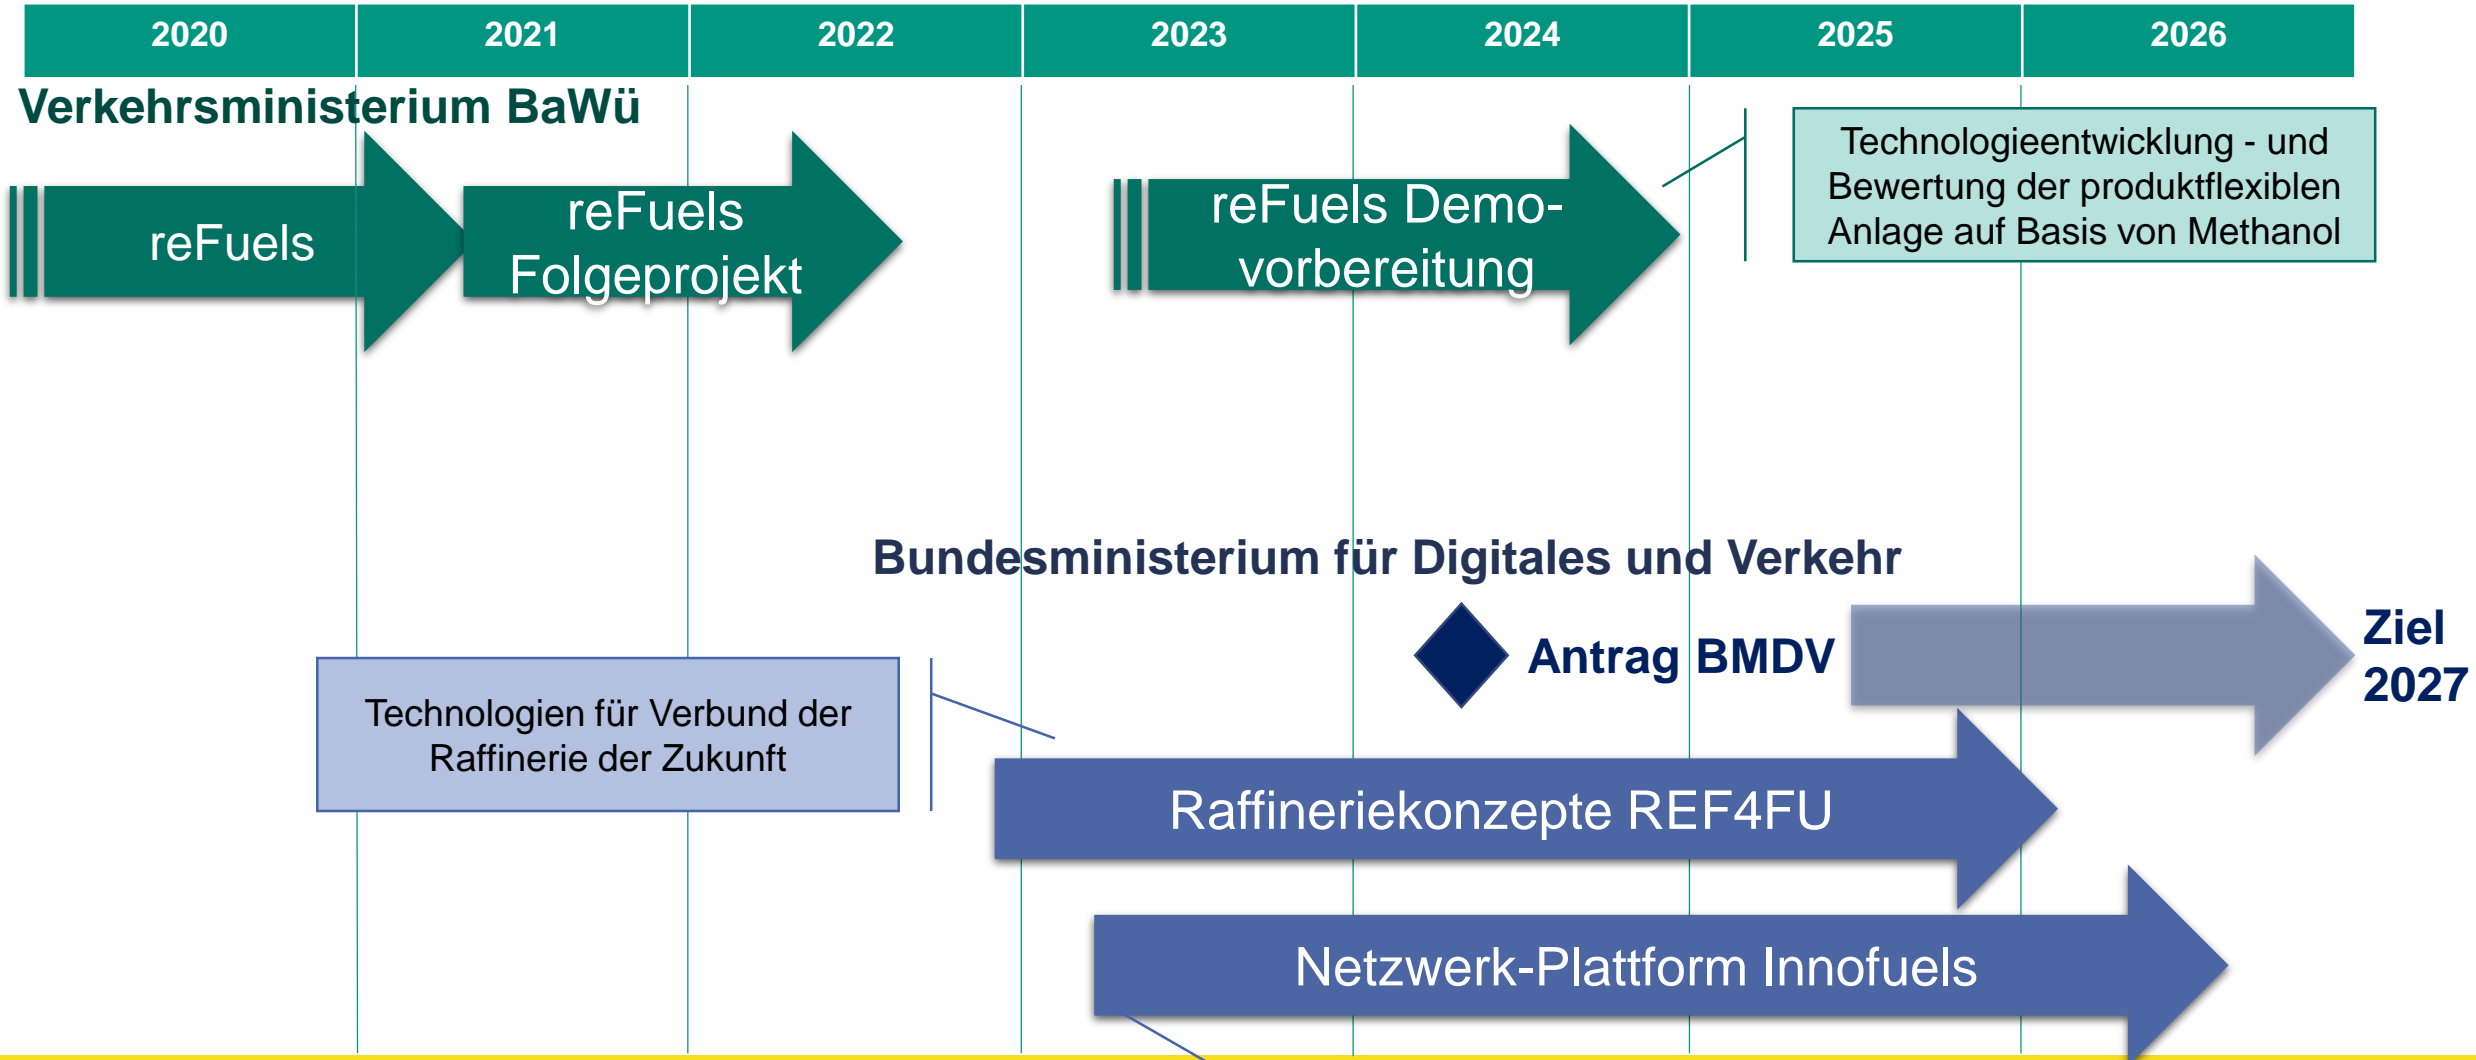 2020 2021 2022 2023 2024 2025 2026
Verkehrsministerium BaWü
reFuels
reFuels
Folgeprojekt
reFuels Demo-
vorbereitung
Technologieentwicklung - und
Bewertung der produktflexiblen
Anlage auf Basis von Methanol
Bundesministerium für Digitales und Verkehr
Antrag BMDV
Ziel
2027
Technologien für Verbund der
Raffinerie der Zukunft
Raffineriekonzepte REF4FU
Netzwerk-Plattform Innofuels